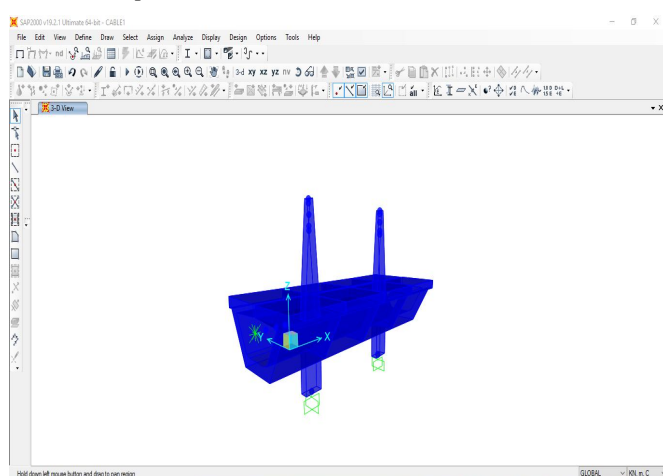 SAP2000 v19.2.1 Ultimate 64-bit - CABLE1
File Edit View Define Draw Select Assign Analyze Display Design Options Tools Help
nd
3-d xy xz yz nv
all
3-D View
Z
Y X
Hold down left mouse button and drag to pan region
GLOBAL KN, m, C